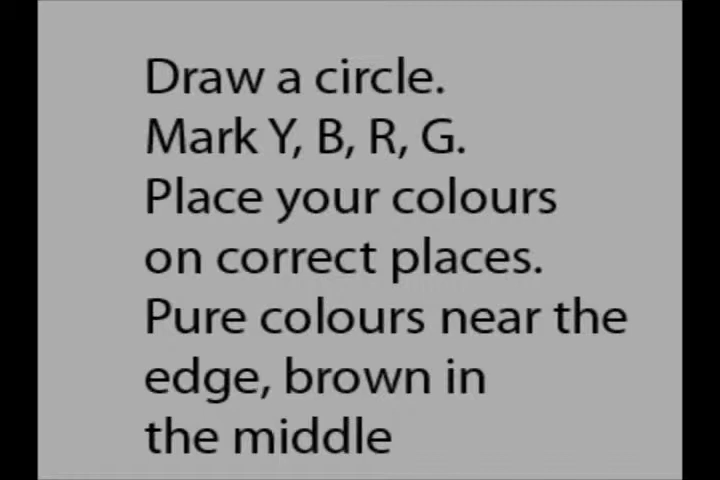 Draw a circle.
Mark Y, B, R, G.
Place your colours
on correct places.
Pure colours near the
edge, brown in
the middle